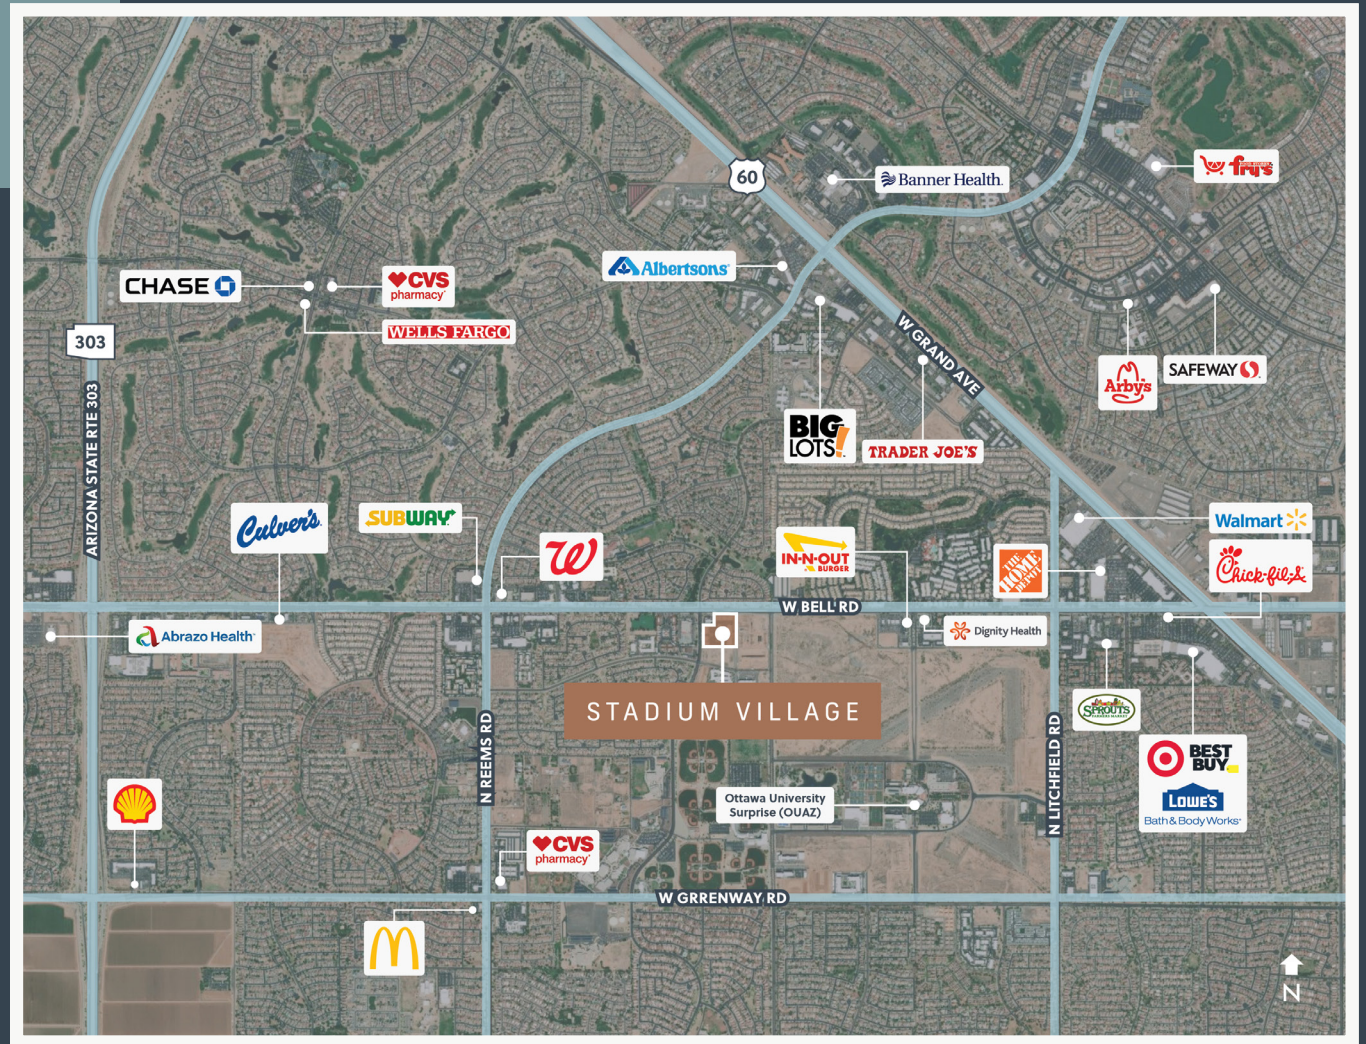 60
Banner Health.
fry's
Albertsons
CHASE
CVS
pharmacy
WELLS FARGO
303
W GRAND AVE
Arby's
SAFEWAY
ARIZONA STATE RTE 303
BIG
LOTS!
TRADER JOE'S
Culver's
SUBWAY
W
IN-N-OUT
BURGER
THE
HOME
DEPOT
Walmart
Chick-fil-A
W BELL RD
Abrazo Health
Dignity Health
STADIUM VILLAGE
SPROUTS
FARMERS MARKET
N REEMS RD
N LITCHFIELD RD
BEST
BUY
LOWE'S
Bath & Body Works
Ottawa University
Surprise (OUAZ)
CVS
pharmacy
W GRRENWAY RD
N